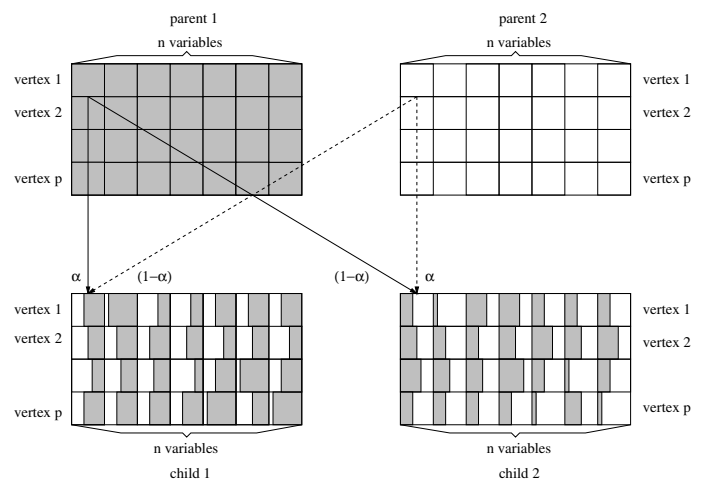 parent 1 parent 2
n variables n variables
vertex 1 vertex 1
vertex 2 vertex 2
vertex p vertex p
α (1−α) (1−α) α
vertex 1 vertex 1
vertex 2 vertex 2
vertex p vertex p
n variables n variables
child 1 child 2